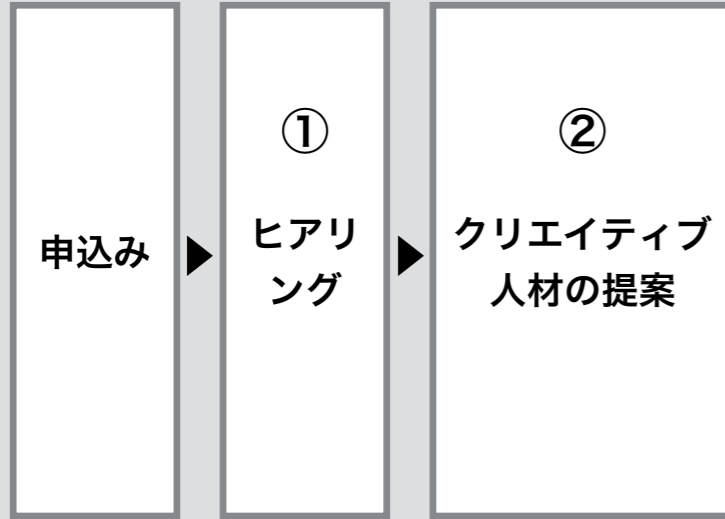 申込み
①
ヒアリ
ング
②
クリエイティブ
人材の提案